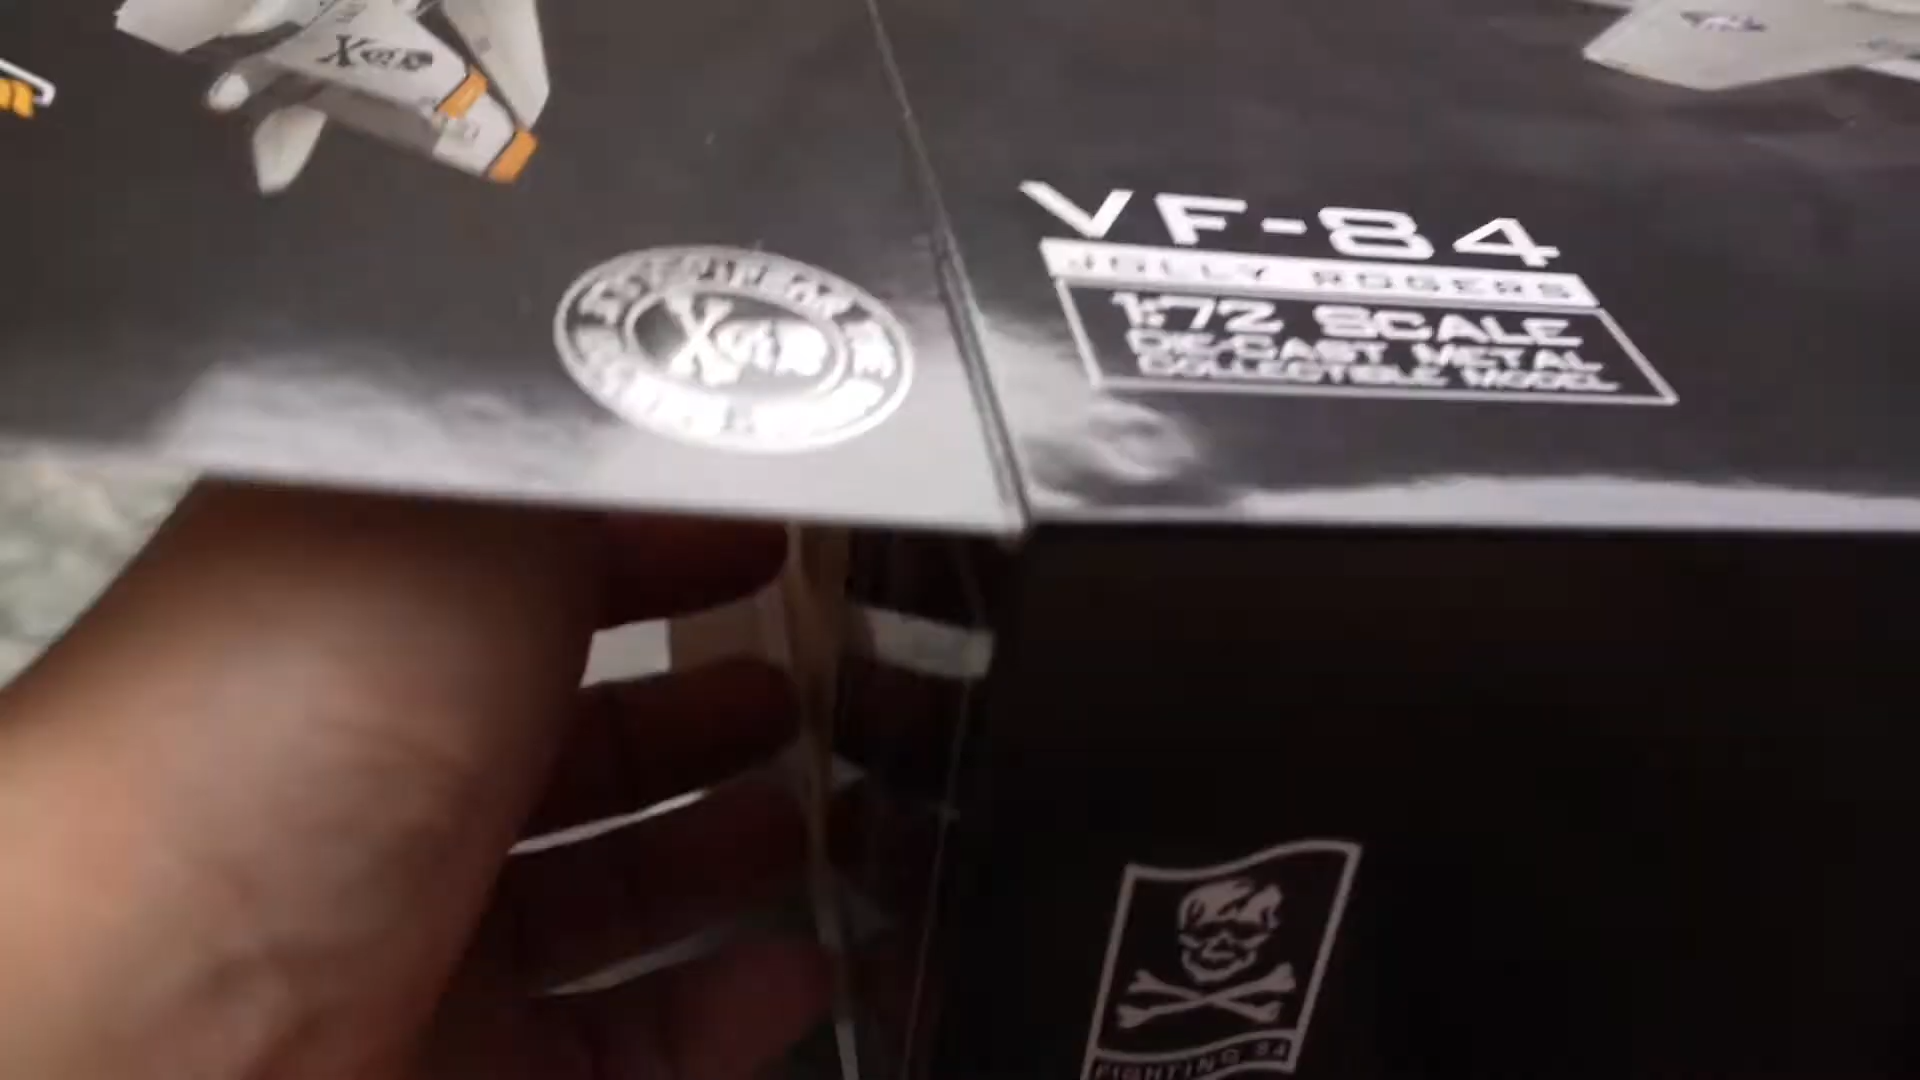 VF-84
JOLLY ROGERS
1:72 SCALE
DIE-CAST METAL
COLLECTIBLE MODEL
FIGHTING 84